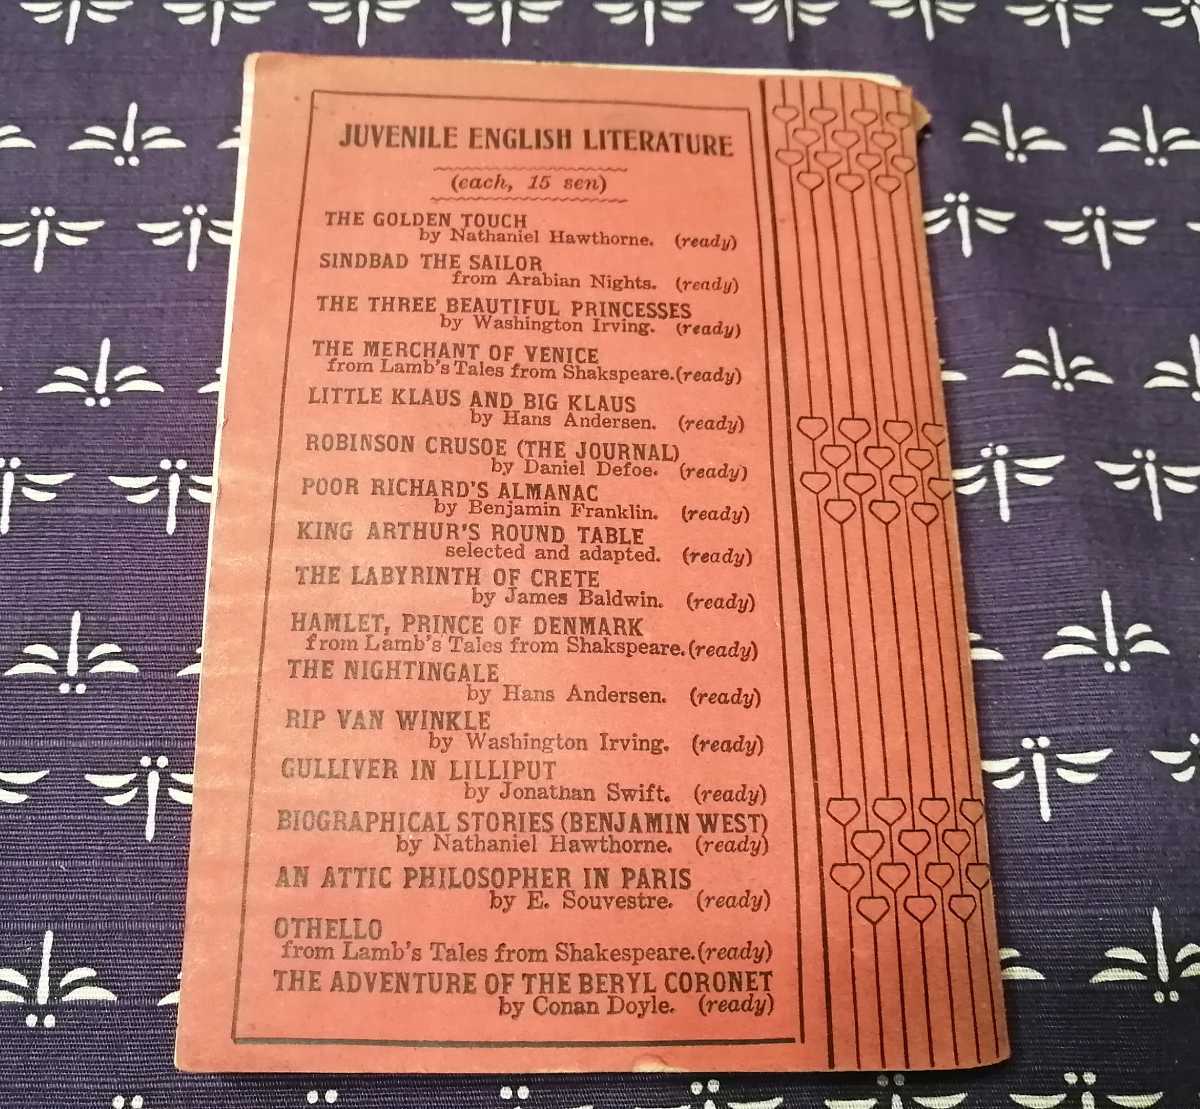 JUVENILE ENGLISH LITERATURE
(each, 15 sen)
THE GOLDEN TOUCH
by Nathaniel Hawthorne. (ready)
SINDBAD THE SAILOR
from Arabian Nights. (ready)
THE THREE BEAUTIFUL PRINCESSES
by Washington Irving. (ready)
THE MERCHANT OF VENICE
from Lamb's Tales from Shakspeare. (ready)
LITTLE KLAUS AND BIG KLAUS
by Hans Andersen. (ready)
ROBINSON CRUSOE (THE JOURNAL)
by Daniel Defoe. (ready)
POOR RICHARD'S ALMANAC
by Benjamin Franklin. (ready)
KING ARTHUR'S ROUND TABLE
selected and adapted. (ready)
THE LABYRINTH OF CRETE
by James Baldwin. (ready)
HAMLET, PRINCE OF DENMARK
from Lamb's Tales from Shakspeare. (ready)
THE NIGHTINGALE
by Hans Andersen. (ready)
RIP VAN WINKLE
by Washington Irving. (ready)
GULLIVER IN LILLIPUT
by Jonathan Swift. (ready)
BIOGRAPHICAL STORIES (BENJAMIN WEST)
by Nathaniel Hawthorne. (ready)
AN ATTIC PHILOSOPHER IN PARIS
by E. Souvestre. (ready)
OTHELLO
from Lamb's Tales from Shakespeare. (ready)
THE ADVENTURE OF THE BERYL CORONET
by Conan Doyle. (ready)